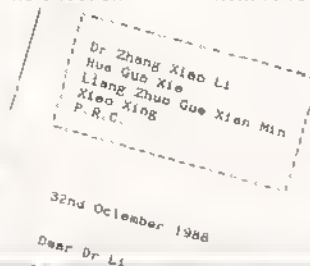 Dr Zhang Xiao Li
Hua Guo Xie
Liang Zhuo Gue Xian Min
Xiao Xing
P.R.C.
32nd Octember 1988
Dear Dr Li